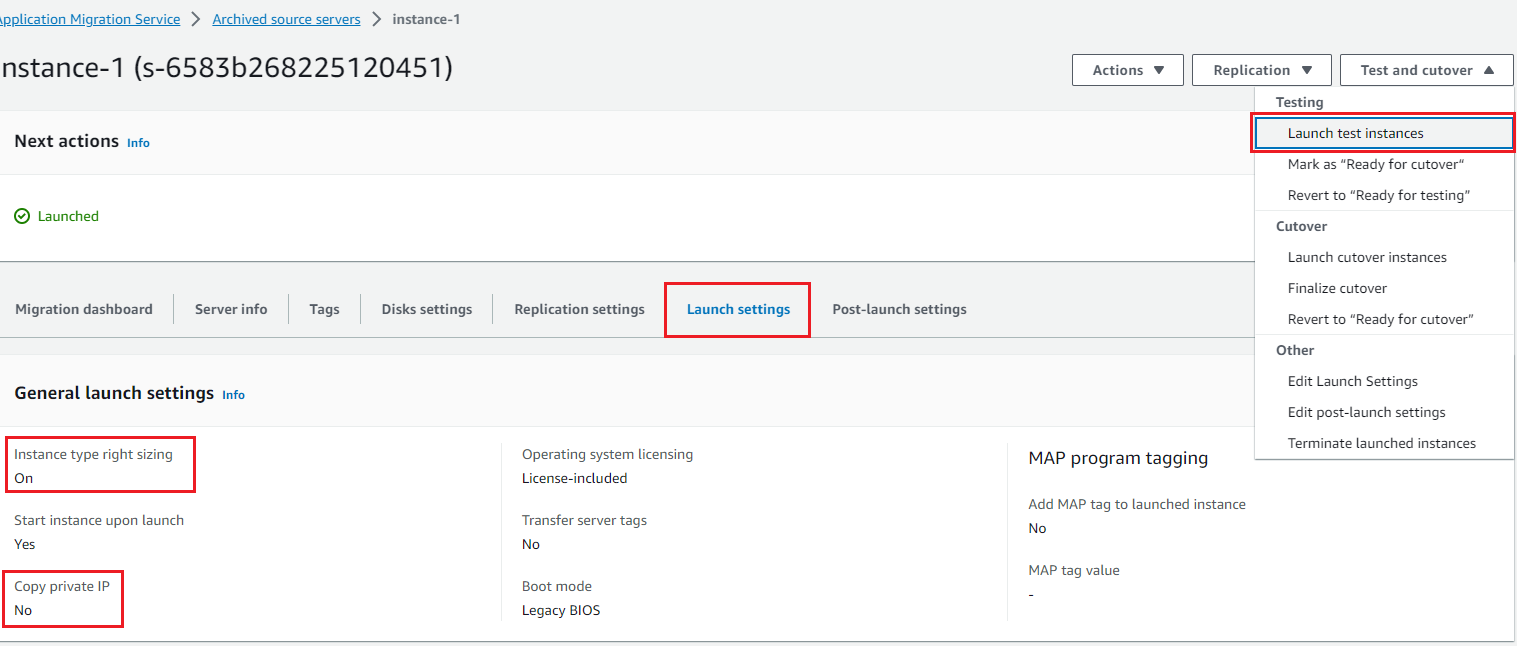 Application Migration Service > Archived source servers > instance-1
nstance-1 (s-6583b268225120451)
Actions ▼ Replication ▼ Test and cutover ▲
Next actions Info
Launched
Testing
Launch test instances
Mark as “Ready for cutover“
Revert to “Ready for testing”
Cutover
Launch cutover instances
Finalize cutover
Revert to “Ready for cutover”
Other
Edit Launch Settings
Edit post-launch settings
Terminate launched instances
Migration dashboard Server info Tags Disks settings Replication settings Launch settings Post-launch settings
General launch settings Info
Instance type right sizing
On
Start instance upon launch
Yes
Copy private IP
No
Operating system licensing
License-included
Transfer server tags
No
Boot mode
Legacy BIOS
MAP program tagging
Add MAP tag to launched instance
No
MAP tag value
-